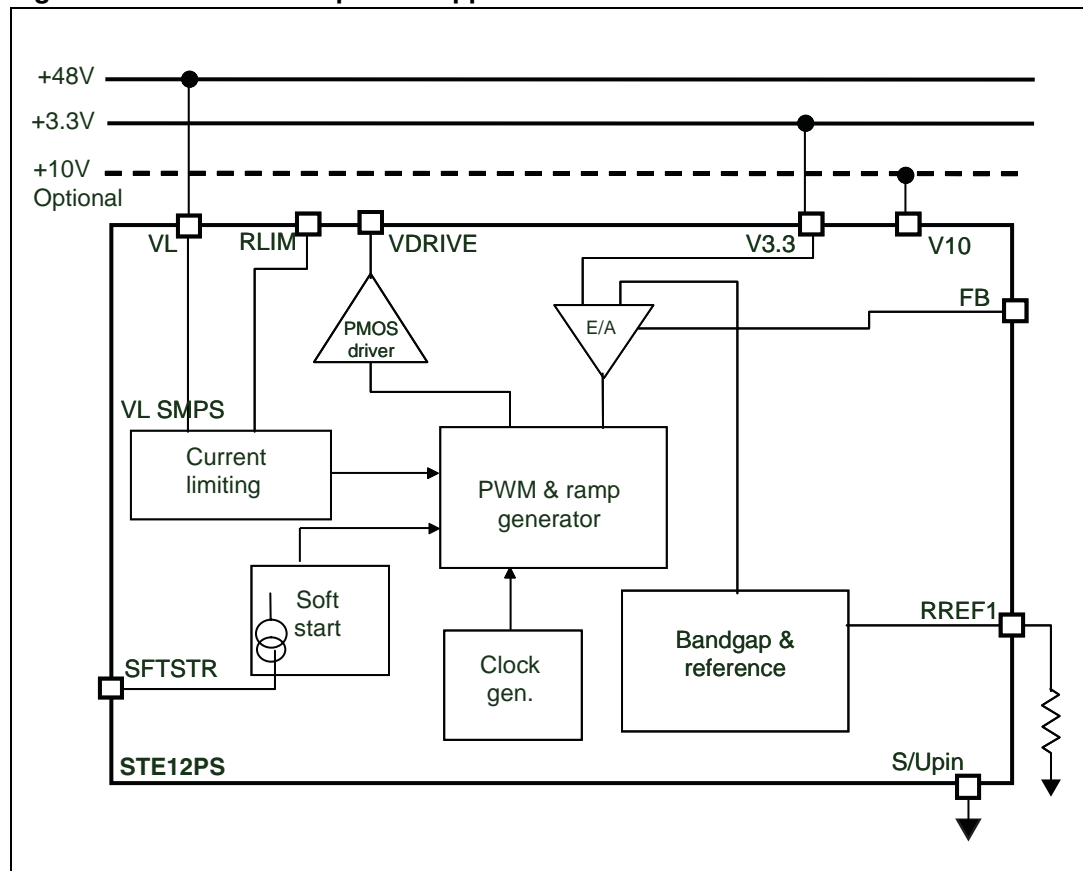 +48V
+3.3V
+10V
Optional
VL
RLIM
VDRIVE
V3.3
V10
FB
E/A
PMOS
driver
VL SMPS
Current
limiting
PWM & ramp
generator
Soft
start
Clock
gen.
Bandgap &
reference
RREF1
SFTSTR
STE12PS
S/Upin